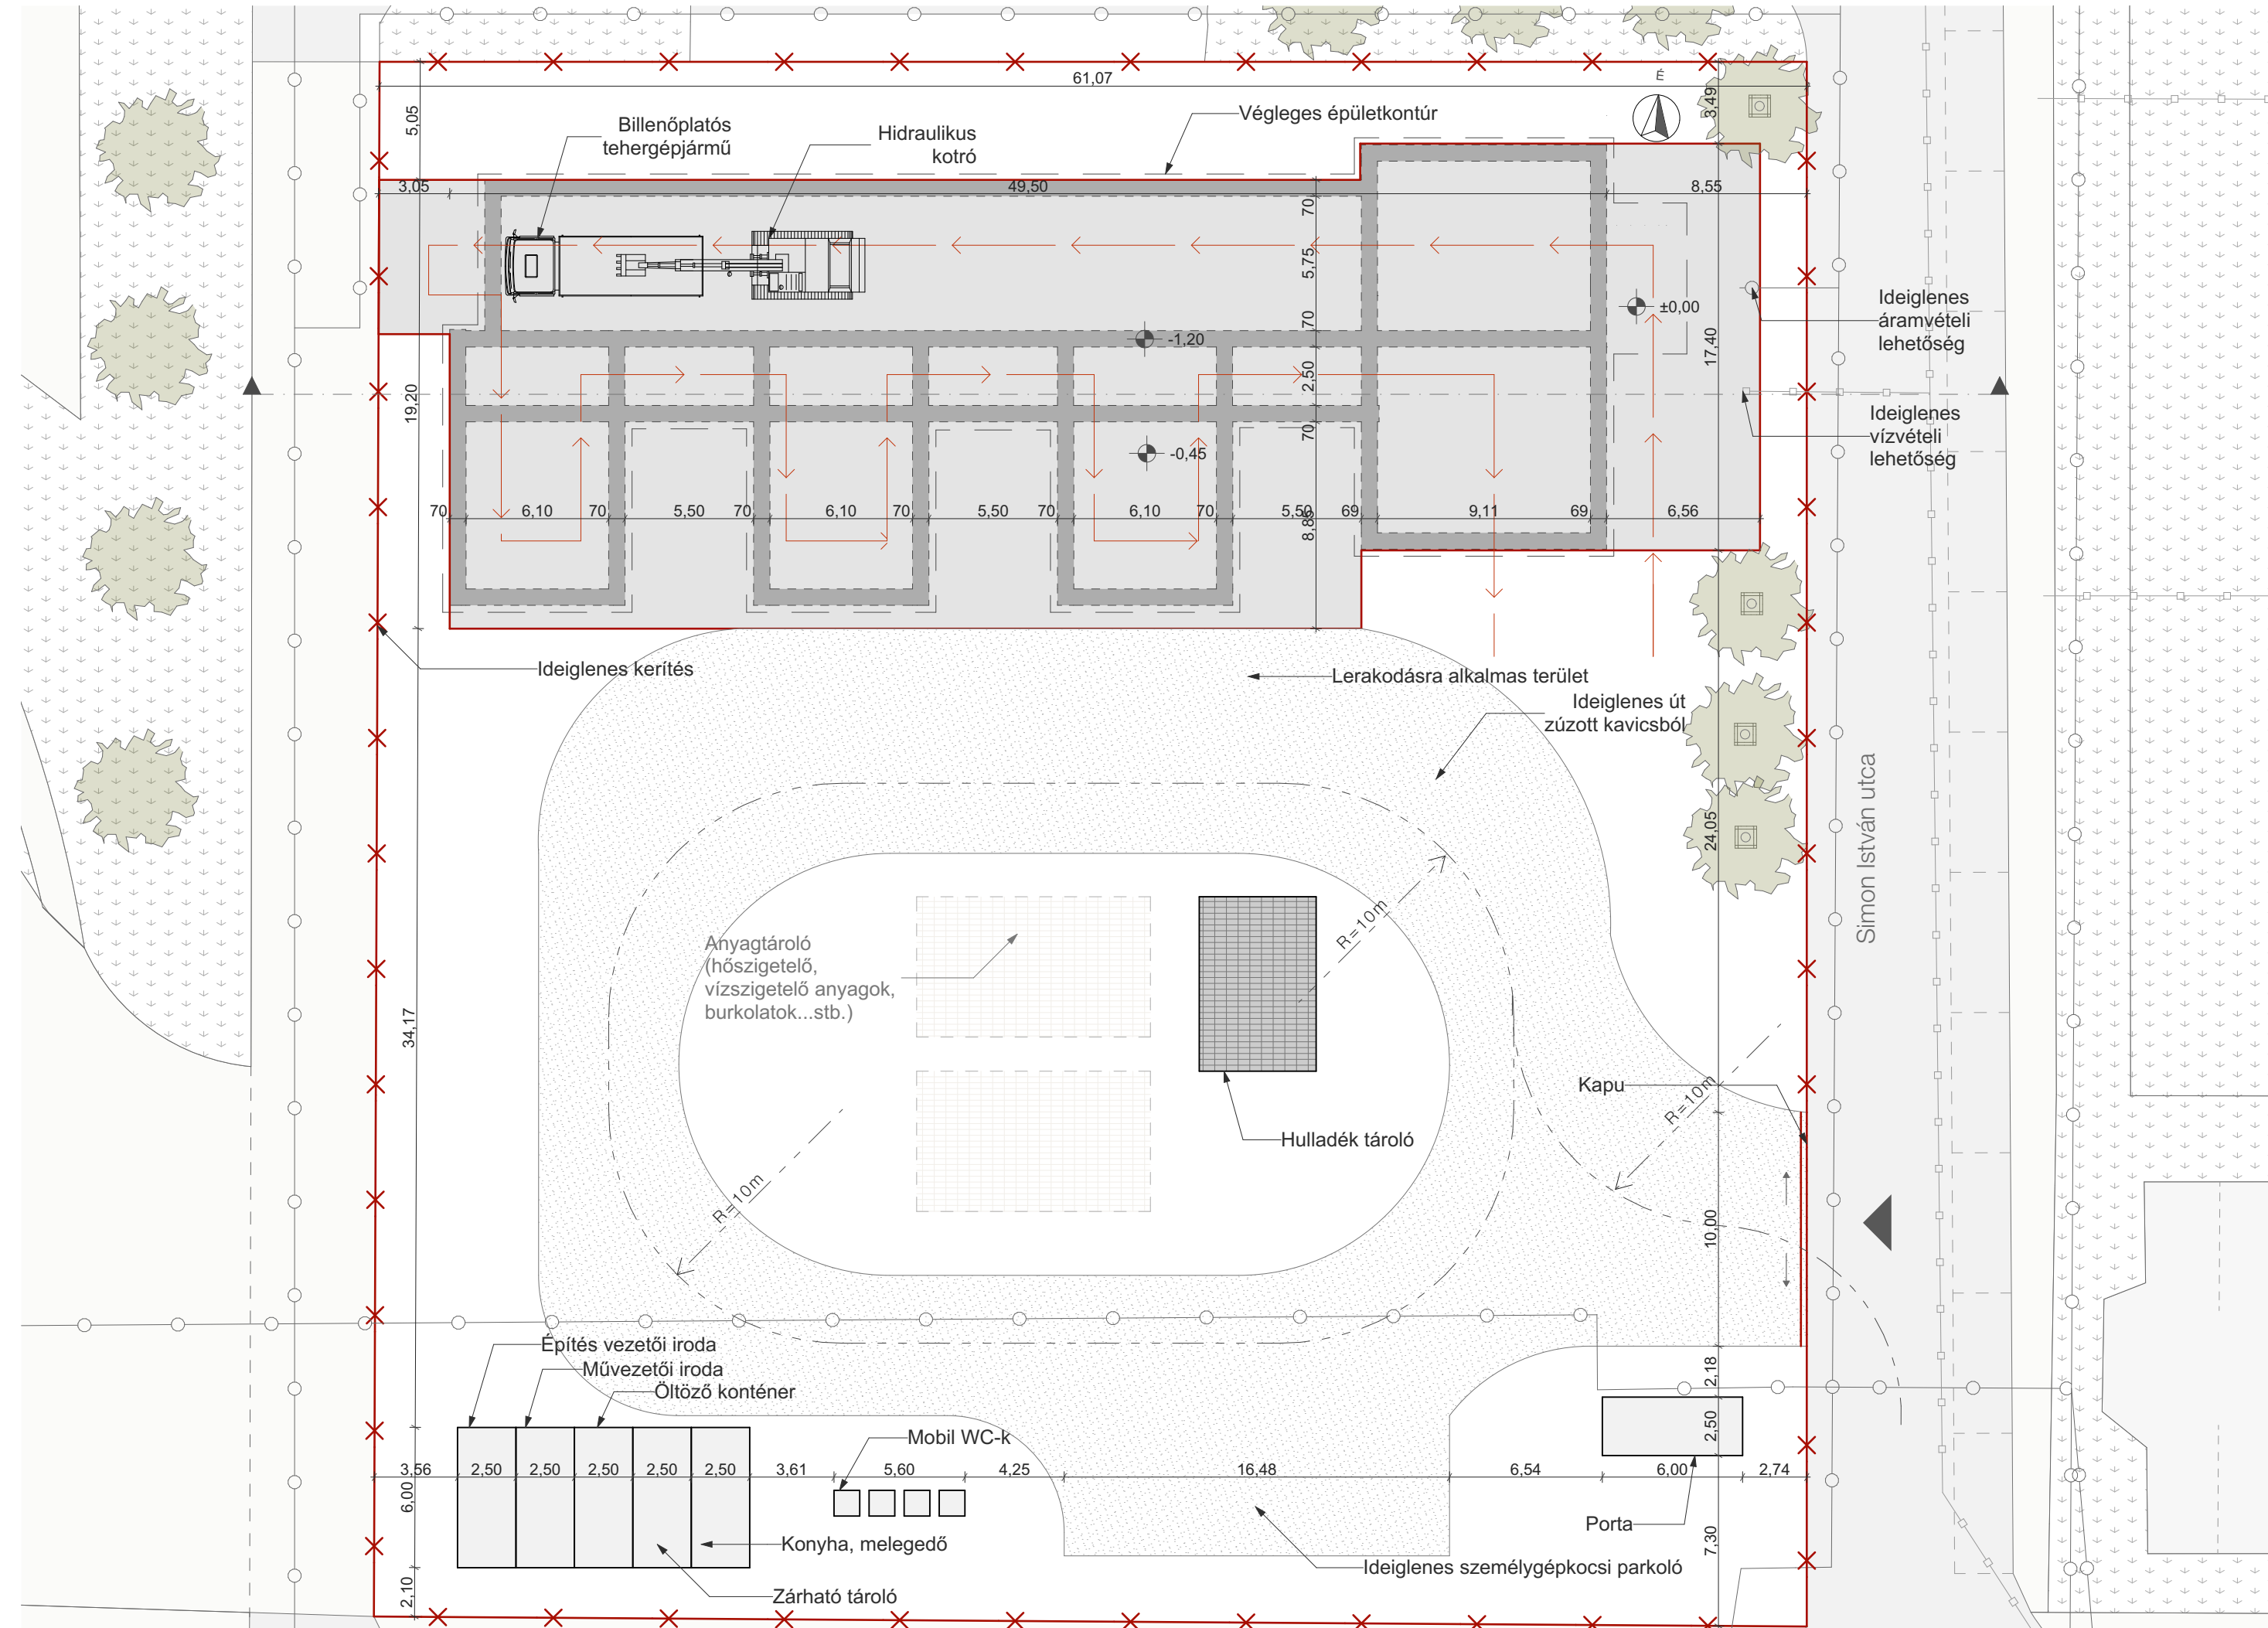 61,07
É
3,49
5,05
Billenőplatós
tehergépjármű
Hidraulikus
kotró
Végleges épületkontúr
3,05
49,50
8,55
70
5,75
70
2,50
70
8,85
±0,00
-1,20
-0,45
17,40
19,20
Ideiglenes
áramvételi
lehetőség
Ideiglenes
vízvételi
lehetőség
70
6,10
70
5,50
70
6,10
70
5,50
70
6,10
70
5,50
69
9,11
69
6,56
Ideiglenes kerítés
Lerakodásra alkalmas terület
Ideiglenes út
zúzott kavicsból
Simon István utca
24,05
Anyagtároló
(hőszigetelő,
vízszigetelő anyagok,
burkolatok...stb.)
R=10m
34,17
Kapu
R=10m
Hulladék tároló
R=10m
10,00
Építés vezetői iroda
Művezetői iroda
Öltöző konténer
2,18
2,50
Mobil WC-k
3,56
2,50
2,50
2,50
2,50
2,50
3,61
5,60
4,25
16,48
6,54
6,00
2,74
6,00
Porta
7,30
Konyha, melegedő
Ideiglenes személygépkocsi parkoló
Zárható tároló
2,10